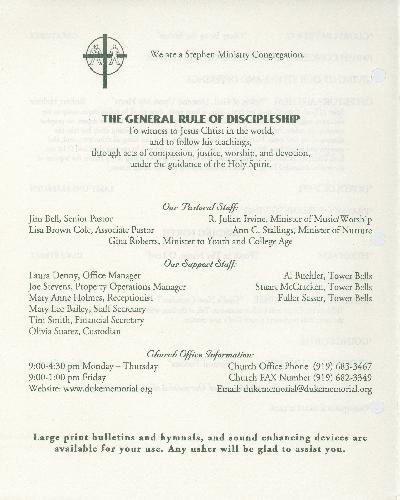 We are a Stephen Ministry Congregation.
THE GENERAL RULE OF DISCIPLESHIP
To witness to Jesus Christ in the world,
and to follow his teachings,
through acts of compassion, justice, worship, and devotion,
under the guidance of the Holy Spirit.
Our Pastoral Staff:
Jim Bell, Senior Pastor R. Julian Irvine, Minister of Music/Worship
Lisa Brown Cole, Associate Pastor Ann C. Stallings, Minister of Nurture
Gina Roberts, Minister to Youth and College Age
Our Support Staff:
Laura Denny, Office Manager Al Buehler, Tower Bells
Joe Stevens, Property Operations Manager Stuart McCracken, Tower Bells
Mary Anne Holmes, Receptionist Fuller Sasser, Tower Bells
Mary Lee Bailey, Staff Secretary
Tim Smith, Financial Secretary
Olivia Suarez, Custodian
Church Office Information:
9:00-4:30 pm Monday – Thursday Church Office Phone (919) 683-3467
9:00-1:00 pm Friday Church FAX Number (919) 682-3349
Website: www.dukememorial.org Email: dukememorial@dukememorial.org
Large print bulletins and hymnals, and sound enhancing devices are
available for your use. Any usher will be glad to assist you.